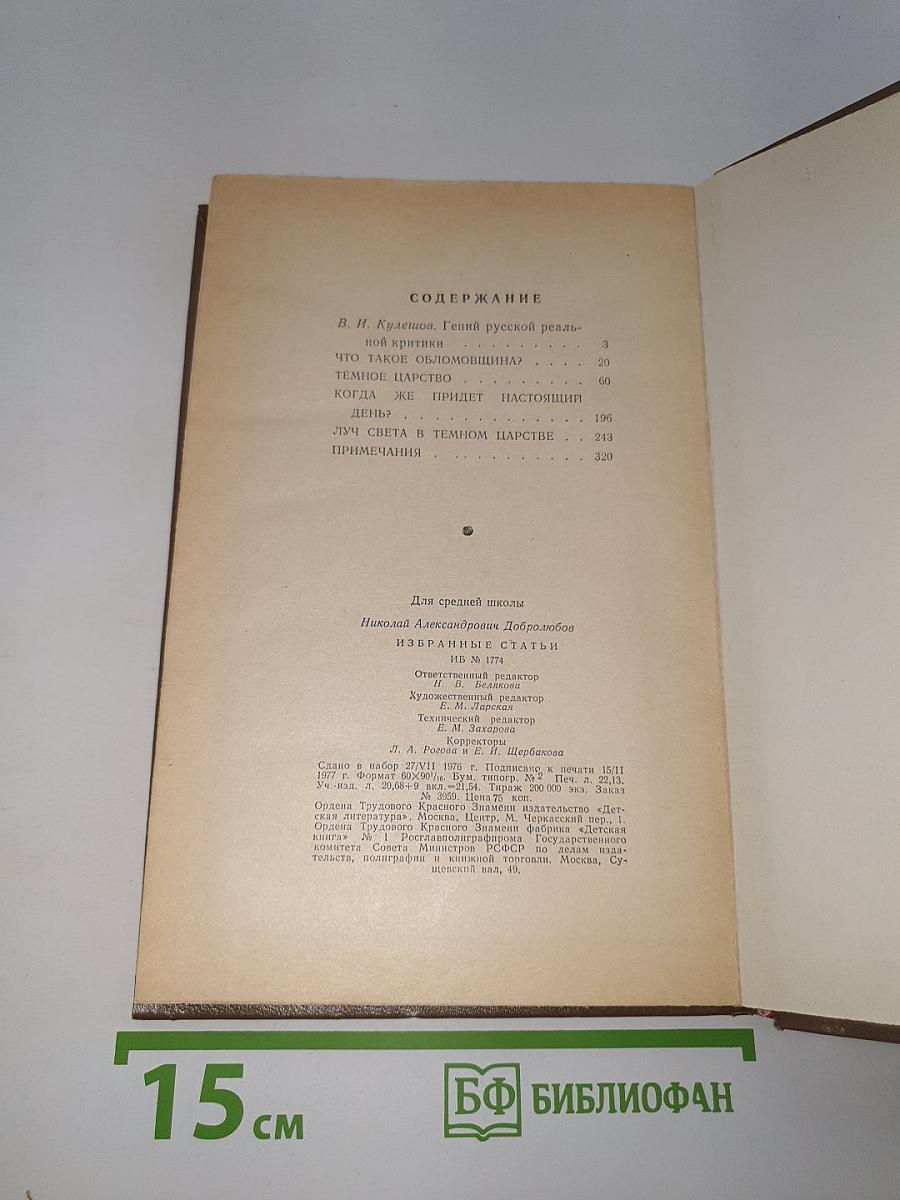 СОДЕРЖАНИЕ
В. И. Кулешов. Гений русской реаль-
ной критики . . . . . . . . . 3
ЧТО ТАКОЕ ОБЛОМОВЩИНА? . . . . 20
ТЕМНОЕ ЦАРСТВО . . . . . . . . . 60
КОГДА ЖЕ ПРИДЕТ НАСТОЯЩИЙ
ДЕНЬ? . . . . . . . . . . . . . 196
ЛУЧ СВЕТА В ТЕМНОМ ЦАРСТВЕ . . 243
ПРИМЕЧАНИЯ . . . . . . . . . . 320
Для средней школы
Николай Александрович Добролюбов
ИЗБРАННЫЕ СТАТЬИ
ИБ № 1774
Ответственный редактор
Н. В. Белякова
Художественный редактор
Е. М. Ларская
Технический редактор
Е. М. Захарова
Корректоры
Л. А. Рогова и Е. И. Щербакова
Сдано в набор 27/VII 1976 г. Подписано к печати 15/II
1977 г. Формат 60×90¹/₁₆. Бум. типогр. № 2 Печ. л. 22,13.
Уч.-изд. л. 20,68+9 вкл.=21,54. Тираж 200 000 экз. Заказ
№ 3959. Цена 75 коп.
Ордена Трудового Красного Знамени издательство «Дет-
ская литература». Москва, Центр, М. Черкасский пер., 1.
Ордена Трудового Красного Знамени фабрика «Детская
книга» № 1 Росглавполиграфпрома Государственного
комитета Совета Министров РСФСР по делам изда-
тельств, полиграфии и книжной торговли. Москва, Су-
щевский вал, 49.
15 см
БФ БИБЛИОФАН